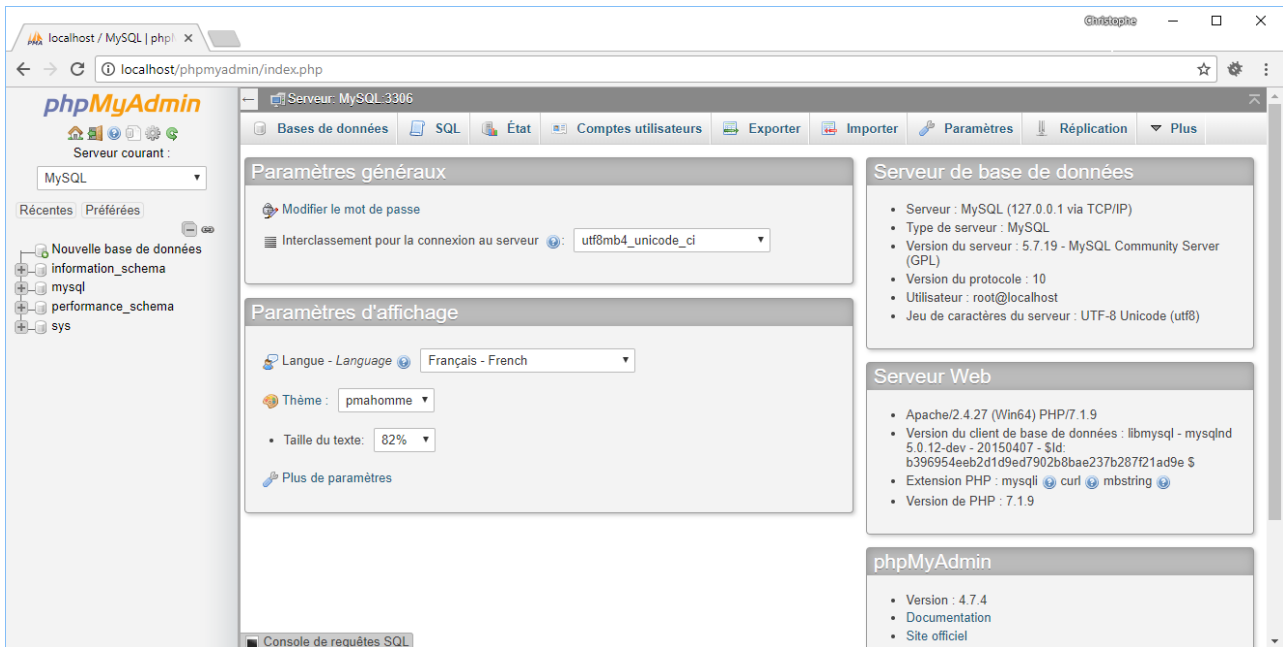 Christophe
localhost / MySQL | phpM
localhost/phpmyadmin/index.php
phpMyAdmin
Serveur courant :
MySQL
Récentes Préférées
Nouvelle base de données
information_schema
mysql
performance_schema
sys
Serveur: MySQL:3306
Bases de données SQL État Comptes utilisateurs Exporter Importer Paramètres Réplication Plus
Paramètres généraux
Modifier le mot de passe
Interclassement pour la connexion au serveur : utf8mb4_unicode_ci
Paramètres d'affichage
Langue - Language Français - French
Thème : pmahomme
Taille du texte: 82%
Plus de paramètres
Console de requêtes SQL
Serveur de base de données
Serveur : MySQL (127.0.0.1 via TCP/IP)
Type de serveur : MySQL
Version du serveur : 5.7.19 - MySQL Community Server
(GPL)
Version du protocole : 10
Utilisateur : root@localhost
Jeu de caractères du serveur : UTF-8 Unicode (utf8)
Serveur Web
Apache/2.4.27 (Win64) PHP/7.1.9
Version du client de base de données : libmysql - mysqlnd
5.0.12-dev - 20150407 - $Id:
b396954eeb2d1d9ed7902b8bae237b287f21ad9e $
Extension PHP : mysqli curl mbstring
Version de PHP : 7.1.9
phpMyAdmin
Version : 4.7.4
Documentation
Site officiel